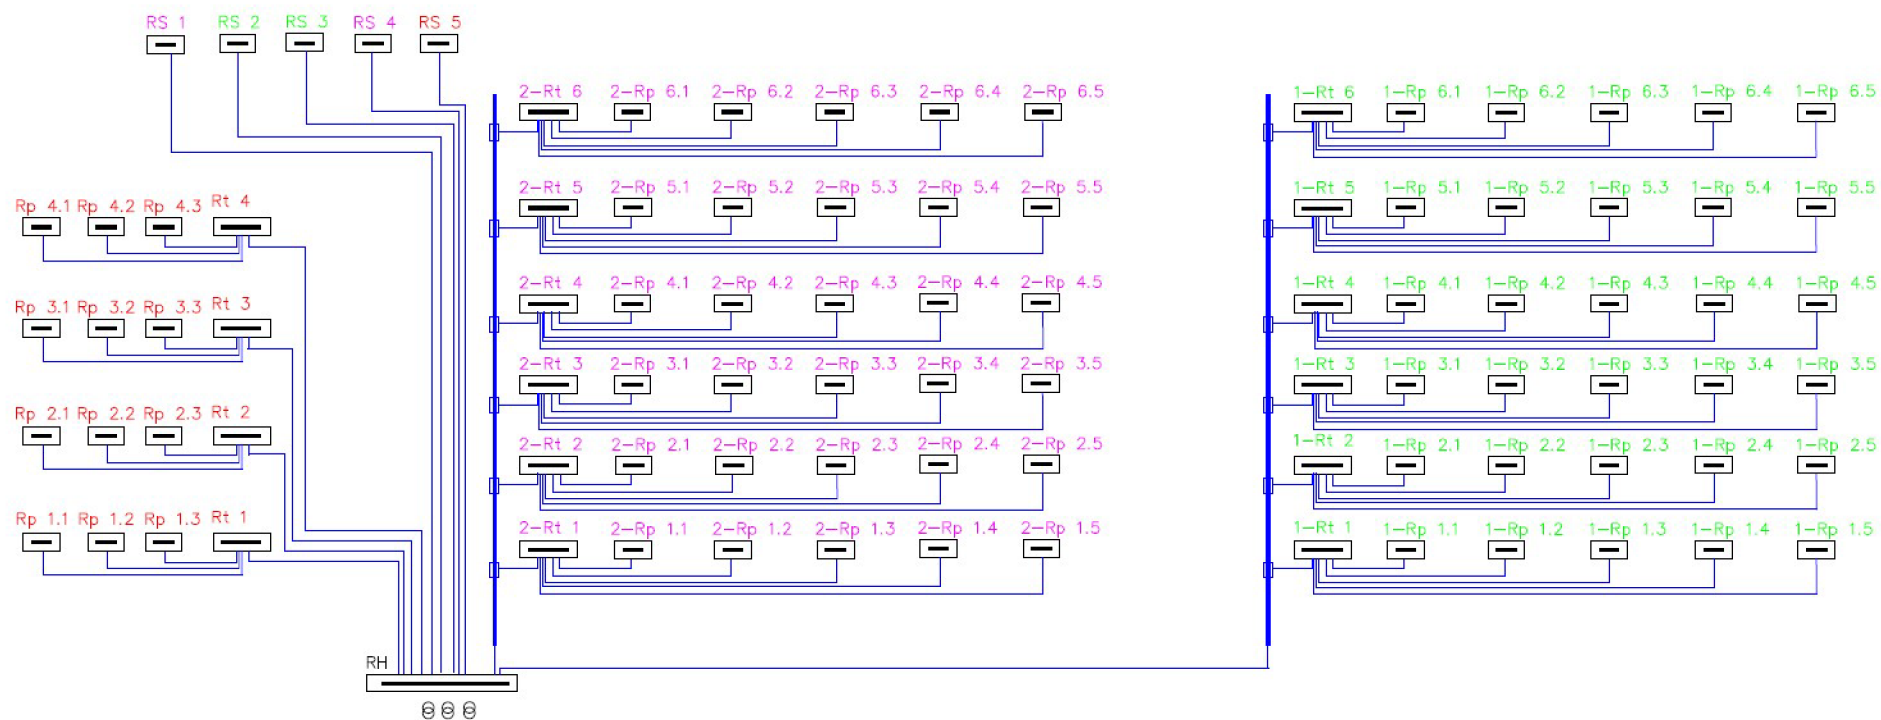 RS 1 RS 2 RS 3 RS 4 RS 5
2-Rt 6 2-Rp 6.1 2-Rp 6.2 2-Rp 6.3 2-Rp 6.4 2-Rp 6.5
1-Rt 6 1-Rp 6.1 1-Rp 6.2 1-Rp 6.3 1-Rp 6.4 1-Rp 6.5
2-Rt 5 2-Rp 5.1 2-Rp 5.2 2-Rp 5.3 2-Rp 5.4 2-Rp 5.5
1-Rt 5 1-Rp 5.1 1-Rp 5.2 1-Rp 5.3 1-Rp 5.4 1-Rp 5.5
Rp 4.1 Rp 4.2 Rp 4.3 Rt 4
2-Rt 4 2-Rp 4.1 2-Rp 4.2 2-Rp 4.3 2-Rp 4.4 2-Rp 4.5
1-Rt 4 1-Rp 4.1 1-Rp 4.2 1-Rp 4.3 1-Rp 4.4 1-Rp 4.5
Rp 3.1 Rp 3.2 Rp 3.3 Rt 3
2-Rt 3 2-Rp 3.1 2-Rp 3.2 2-Rp 3.3 2-Rp 3.4 2-Rp 3.5
1-Rt 3 1-Rp 3.1 1-Rp 3.2 1-Rp 3.3 1-Rp 3.4 1-Rp 3.5
Rp 2.1 Rp 2.2 Rp 2.3 Rt 2
2-Rt 2 2-Rp 2.1 2-Rp 2.2 2-Rp 2.3 2-Rp 2.4 2-Rp 2.5
1-Rt 2 1-Rp 2.1 1-Rp 2.2 1-Rp 2.3 1-Rp 2.4 1-Rp 2.5
Rp 1.1 Rp 1.2 Rp 1.3 Rt 1
2-Rt 1 2-Rp 1.1 2-Rp 1.2 2-Rp 1.3 2-Rp 1.4 2-Rp 1.5
1-Rt 1 1-Rp 1.1 1-Rp 1.2 1-Rp 1.3 1-Rp 1.4 1-Rp 1.5
RH